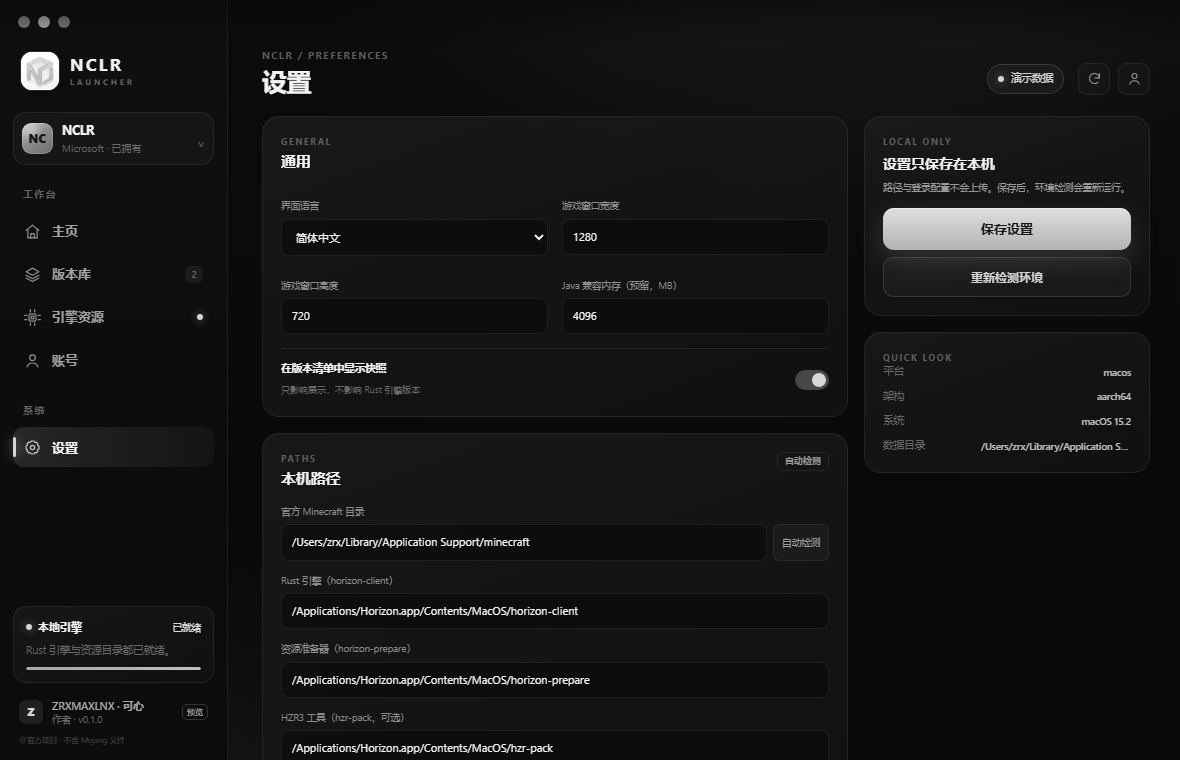 NCLR
LAUNCHER
NC
NCLR
Microsoft · 已拥有
工作台
主页
版本库
2
引擎资源
账号
系统
设置
本地引擎
已就绪
Rust 引擎与资源目录都已就绪。
Z
ZRXMAXLNX · 可心
作者 · v0.1.0
预览
非官方项目 · 不含 Mojang 文件
NCLR / PREFERENCES
设置
演示数据
GENERAL
通用
界面语言
游戏窗口宽度
简体中文
1280
游戏窗口高度
Java 兼容内存（预留，MB）
720
4096
在版本清单中显示快照
只影响展示，不影响 Rust 引擎版本
PATHS
自动检测
本机路径
官方 Minecraft 目录
/Users/zrx/Library/Application Support/minecraft
自动检测
Rust 引擎（horizon-client）
/Applications/Horizon.app/Contents/MacOS/horizon-client
资源准备器（horizon-prepare）
/Applications/Horizon.app/Contents/MacOS/horizon-prepare
HZR3 工具（hzr-pack，可选）
/Applications/Horizon.app/Contents/MacOS/hzr-pack
LOCAL ONLY
设置只保存在本机
路径与登录配置不会上传。保存后，环境检测会重新运行。
保存设置
重新检测环境
QUICK LOOK
平台
macos
架构
aarch64
系统
macOS 15.2
数据目录
/Users/zrx/Library/Application S...